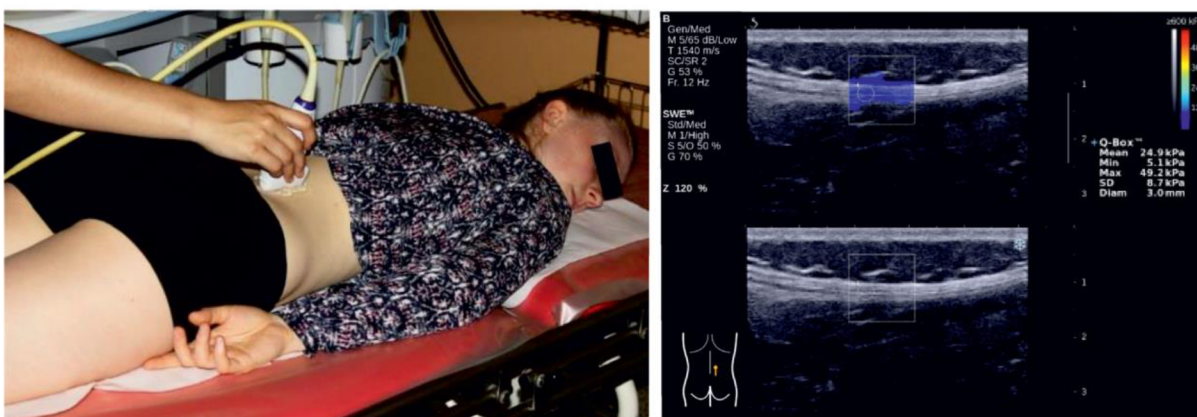 B
Gen/Med
M 5/65 dB/Low
T 1540 m/s
SC/SR 2
G 53 %
Fr. 12 Hz
SWE™
Std/Med
M 1/High
S 5/O 50 %
G 70 %
Z 120 %
1
2
3
1
2
3
≥600 kPa
+Q-Box™
Mean 24.9 kPa
Min 5.1 kPa
Max 49.2 kPa
SD 8.7 kPa
Diam 3.0 mm